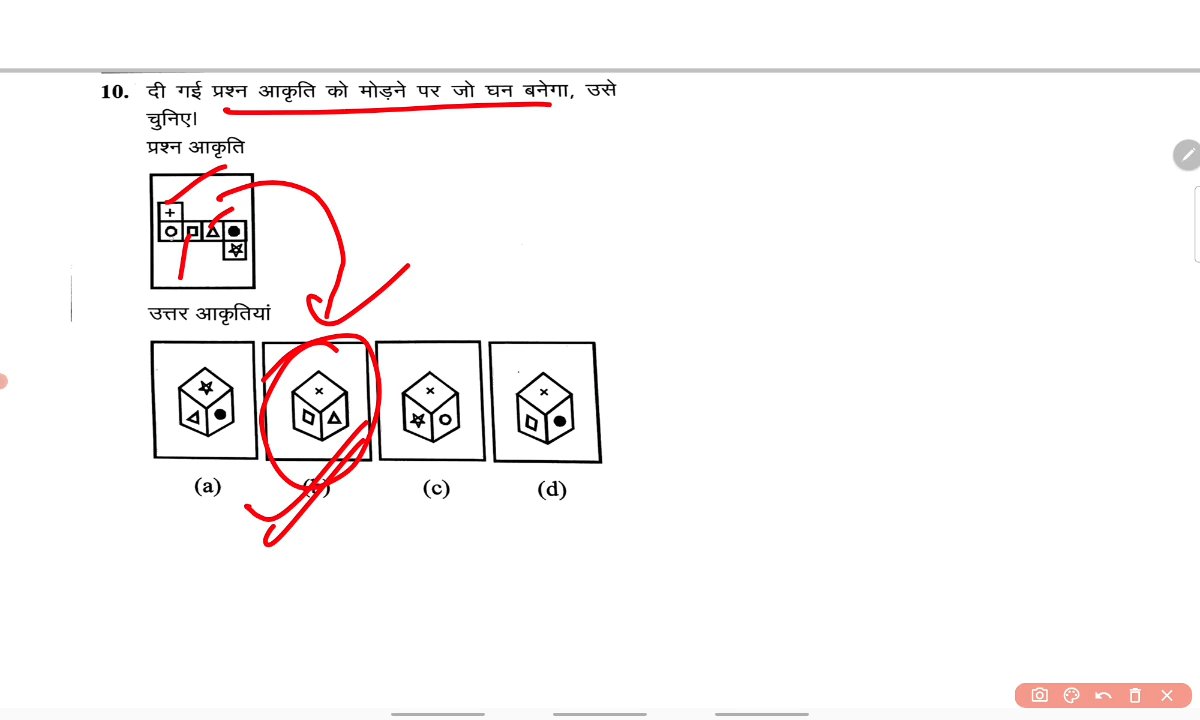 10. दी गई प्रश्न आकृति को मोड़ने पर जो घन बनेगा, उसे
चुनिए।
प्रश्न आकृति
उत्तर आकृतियां
(a) (b) (c) (d)